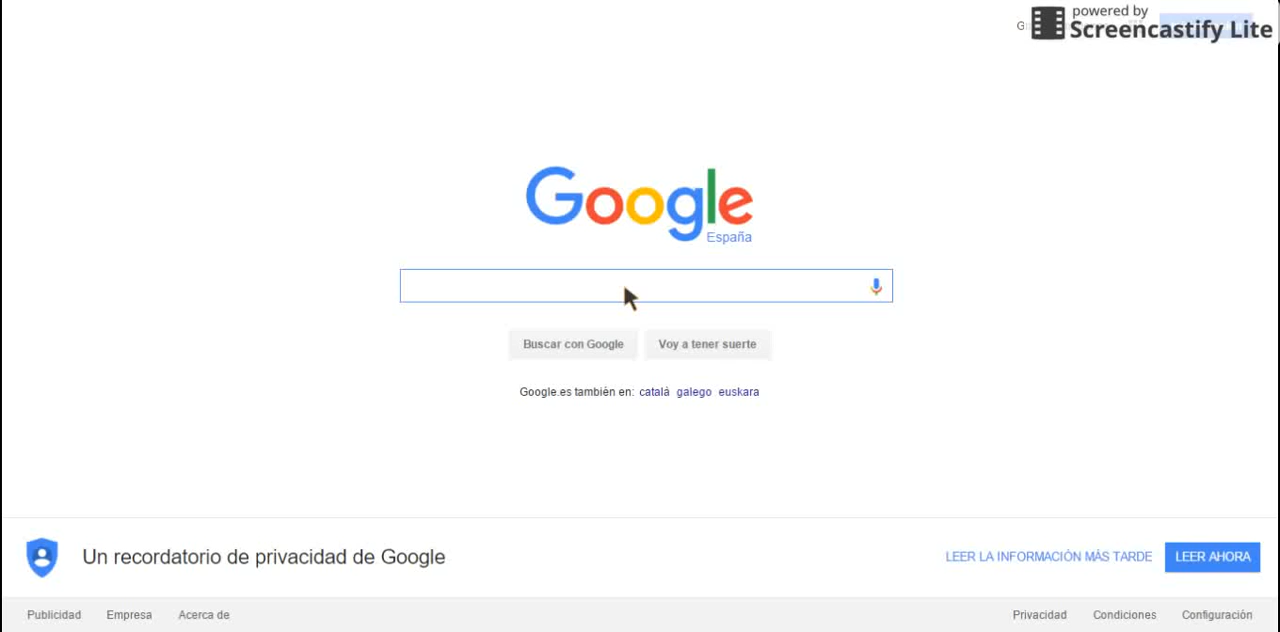 powered by
Screencastify Lite
Google
España
Buscar con Google Voy a tener suerte
Google.es también en: català galego euskara
Un recordatorio de privacidad de Google LEER LA INFORMACIÓN MÁS TARDE LEER AHORA
Publicidad Empresa Acerca de Privacidad Condiciones Configuración